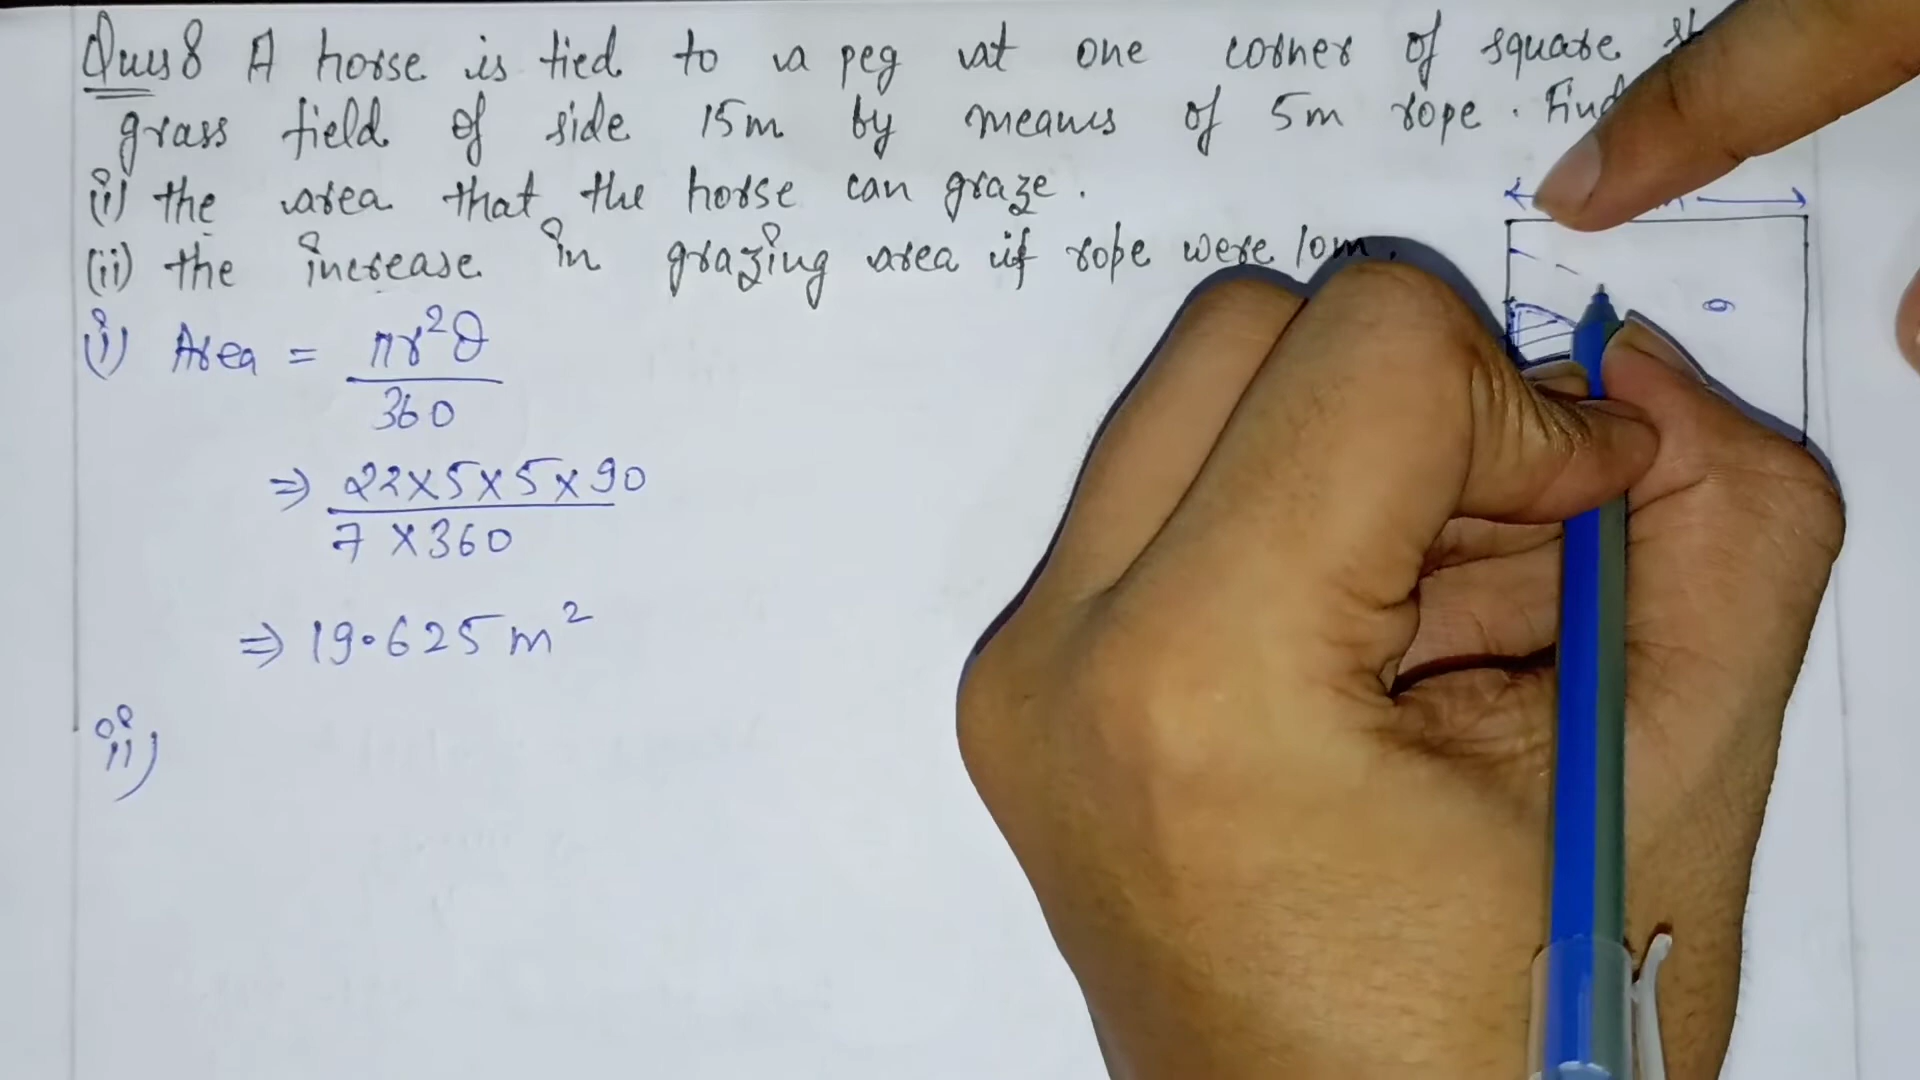 Ques 8 A horse is tied to a peg at one corner of square
grass field of side 15m by means of 5m rope. Find
(i) the area that the horse can graze.
(ii) the increase in grazing area if rope were 10m.
i) Area = πr²θ
360
⇒ 22×5×5×90
7×360
⇒ 19.625 m²
ii)